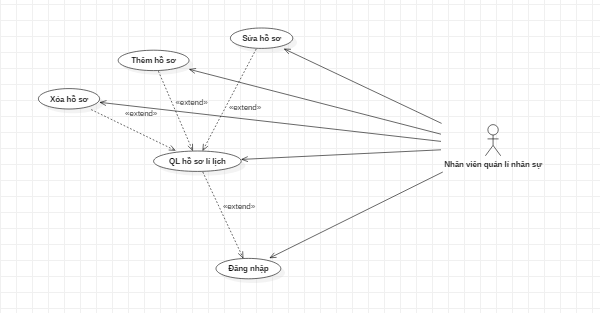 Sửa hồ sơ
Thêm hồ sơ
Xóa hồ sơ
«extend»
«extend»
«extend»
QL hồ sơ lí lịch
Nhân viên quản lí nhân sự
«extend»
Đăng nhập